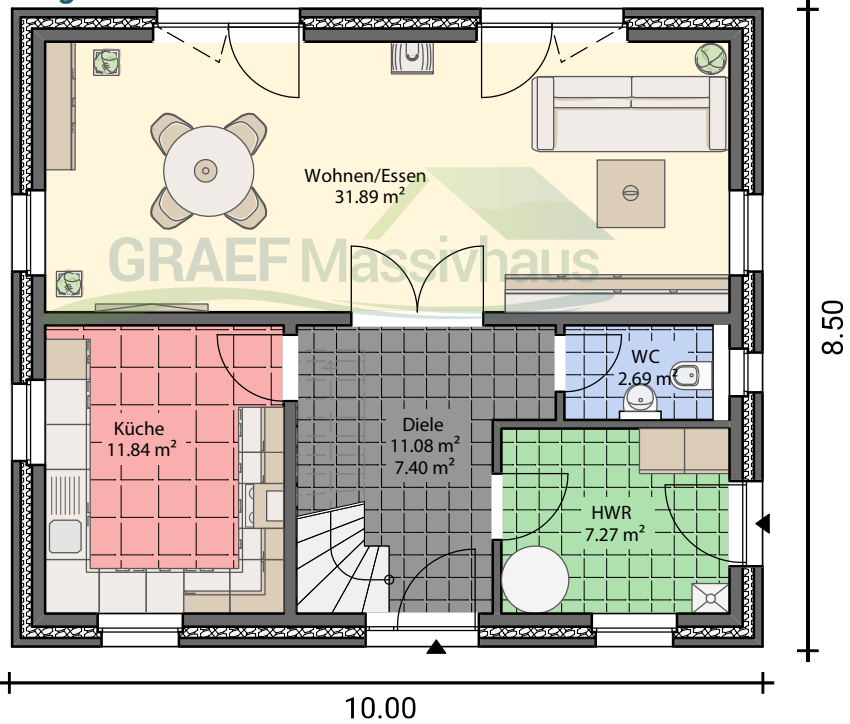 Wohnen/Essen
31.89 m²
GRAEF Massivhaus
Küche
11.84 m²
Diele
11.08 m²
7.40 m²
WC
2.69 m²
HWR
7.27 m²
8.50
10.00